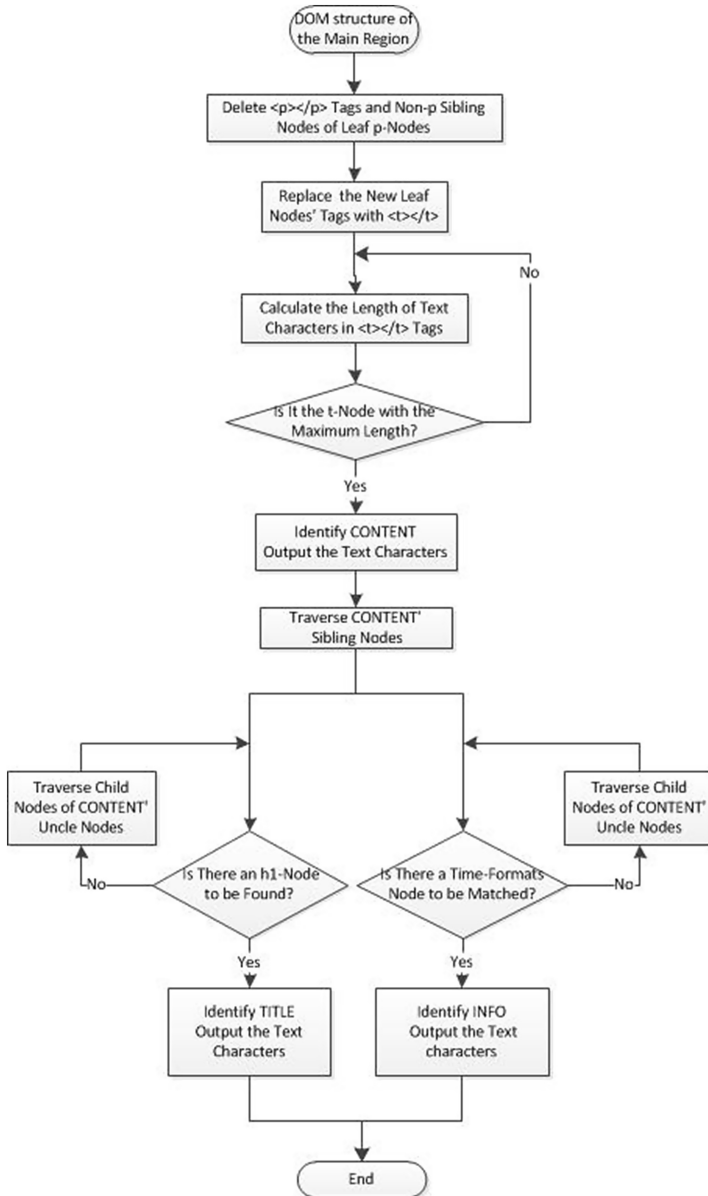 DOM structure of
the Main Region
Delete <p></p> Tags and Non-p Sibling
Nodes of Leaf p-Nodes
Replace the New Leaf
Nodes' Tags with <t></t>
No
Calculate the Length of Text
Characters in <t></t> Tags
Is It the t-Node with the
Maximum Length?
Yes
Identify CONTENT
Output the Text Characters
Traverse CONTENT'
Sibling Nodes
Traverse Child
Nodes of CONTENT'
Uncle Nodes
Traverse Child
Nodes of CONTENT'
Uncle Nodes
Is There an h1-Node
to be Found?
No
Is There a Time-Formats
Node to be Matched?
No
Yes
Yes
Identify TITLE
Output the Text
Characters
Identify INFO
Output the Text
characters
End